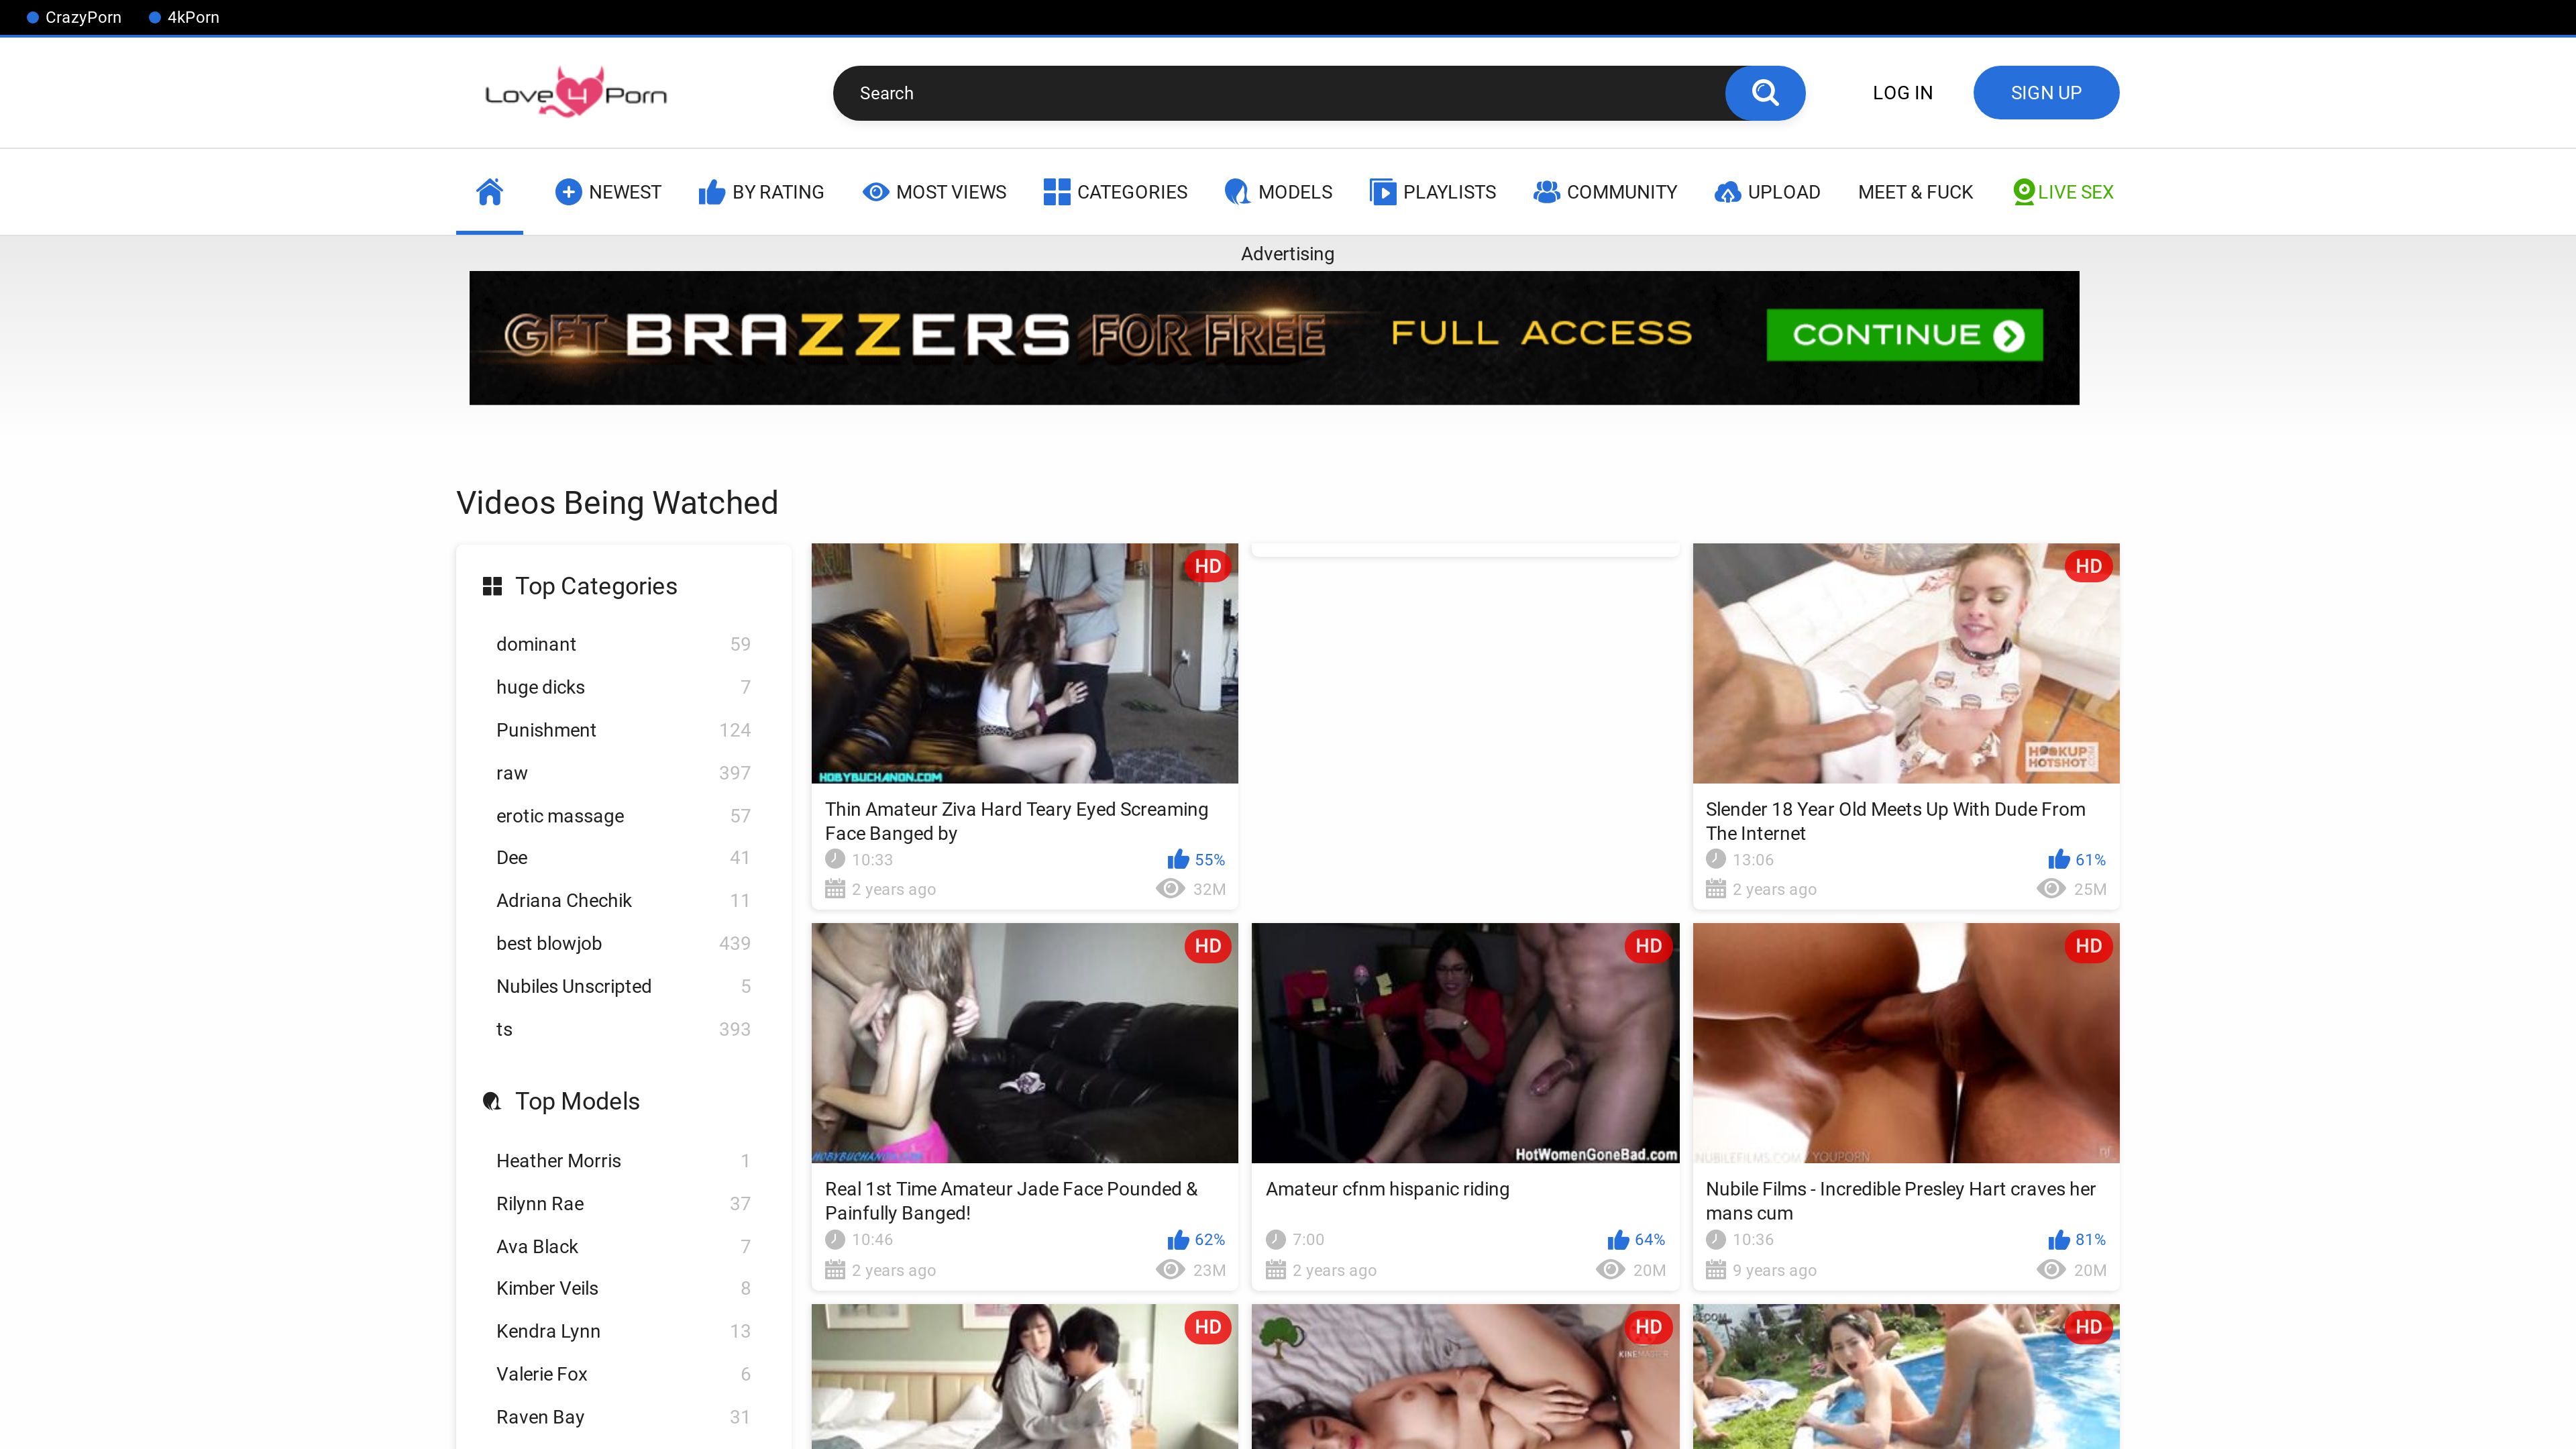 CrazyPorn
4kPorn
Love 4 Porn
Search
LOG IN
SIGN UP
NEWEST
BY RATING
MOST VIEWS
CATEGORIES
MODELS
PLAYLISTS
COMMUNITY
UPLOAD
MEET & FUCK
LIVE SEX
Advertising
GET BRAZZERS FOR FREE
FULL ACCESS
CONTINUE
Videos Being Watched
Top Categories
dominant 59
huge dicks 7
Punishment 124
raw 397
erotic massage 57
Dee 41
Adriana Chechik 11
best blowjob 439
Nubiles Unscripted 5
ts 393
Top Models
Heather Morris 1
Rilynn Rae 37
Ava Black 7
Kimber Veils 8
Kendra Lynn 13
Valerie Fox 6
Raven Bay 31
HD
HOBYBUCHANON.COM
Thin Amateur Ziva Hard Teary Eyed Screaming
Face Banged by
10:33
55%
2 years ago
32M
HD
HOOKUP
HOTSHOT
Slender 18 Year Old Meets Up With Dude From
The Internet
13:06
61%
2 years ago
25M
HD
HOBYBUCHANON.COM
Real 1st Time Amateur Jade Face Pounded &
Painfully Banged!
10:46
62%
2 years ago
23M
HD
HotWomenGoneBad.com
Amateur cfnm hispanic riding
7:00
64%
2 years ago
20M
HD
NUBILEFILMS.COM / YOUPORN
nf
Nubile Films - Incredible Presley Hart craves her
mans cum
10:36
81%
9 years ago
20M
HD
HD
KINEMASTER
HD
.COM